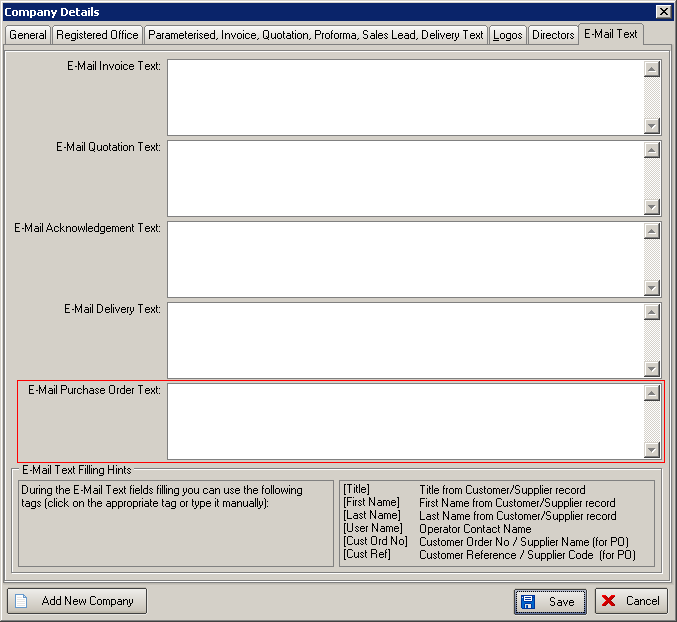 Company Details
General Registered Office Parameterised, Invoice, Quotation, Proforma, Sales Lead, Delivery Text Logos Directors E-Mail Text
E-Mail Invoice Text:
E-Mail Quotation Text:
E-Mail Acknowledgement Text:
E-Mail Delivery Text:
E-Mail Purchase Order Text:
E-Mail Text Filling Hints
During the E-Mail Text fields filling you can use the following
tags (click on the appropriate tag or type it manually):
[Title] Title from Customer/Supplier record
[First Name] First Name from Customer/Supplier record
[Last Name] Last Name from Customer/Supplier record
[User Name] Operator Contact Name
[Cust Ord No] Customer Order No / Supplier Name (for PO)
[Cust Ref] Customer Reference / Supplier Code (for PO)
Add New Company Save Cancel